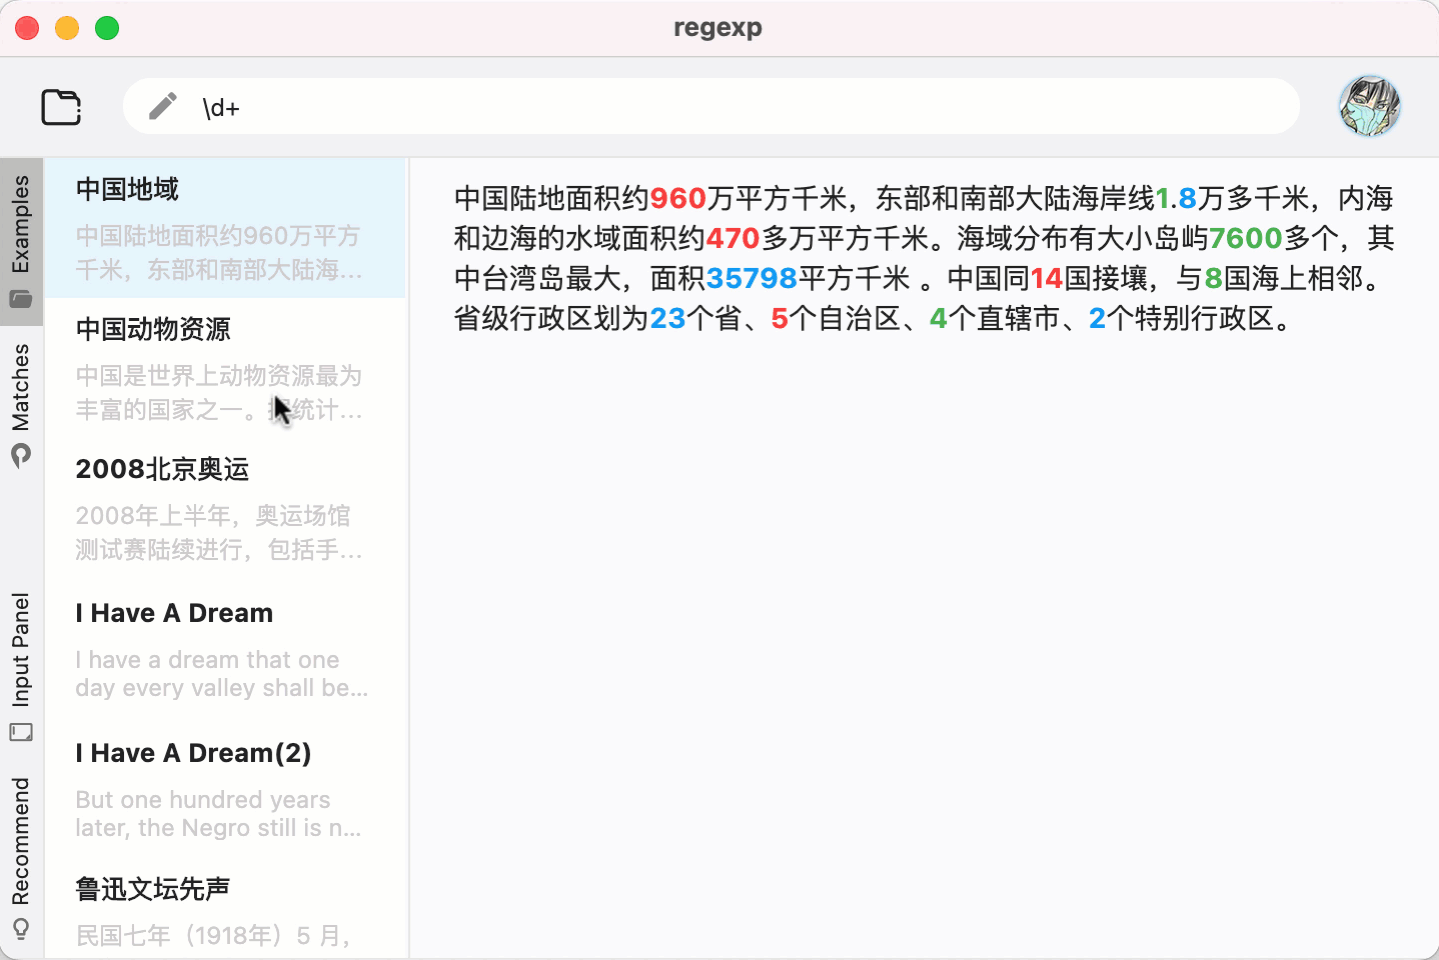 regexp
\d+
Examples
Matches
Input Panel
Recommend
中国地域
中国陆地面积约960万平方
千米，东部和南部大陆海...
中国动物资源
中国是世界上动物资源最为
丰富的国家之一。 统计...
2008北京奥运
2008年上半年，奥运场馆
测试赛陆续进行，包括手...
I Have A Dream
I have a dream that one
day every valley shall be...
I Have A Dream(2)
But one hundred years
later, the Negro still is n...
鲁迅文坛先声
民国七年（1918年）5 月，
中国陆地面积约960万平方千米，东部和南部大陆海岸线1.8万多千米，内海
和边海的水域面积约470多万平方千米。海域分布有大小岛屿7600多个，其
中台湾岛最大，面积35798平方千米 。中国同14国接壤，与8国海上相邻。
省级行政区划为23个省、5个自治区、4个直辖市、2个特别行政区。